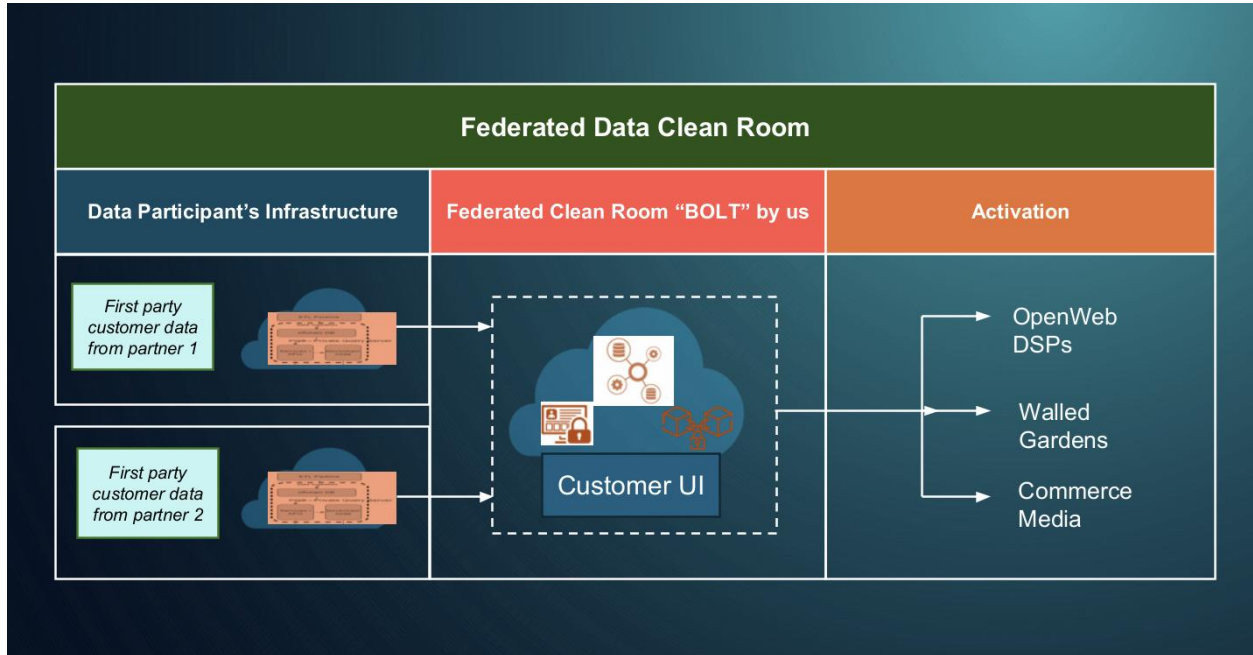 Federated Data Clean Room
Data Participant's Infrastructure
Federated Clean Room “BOLT” by us
Activation
First party
customer data
from partner 1
First party
customer data
from partner 2
Customer UI
OpenWeb
DSPs
Walled
Gardens
Commerce
Media